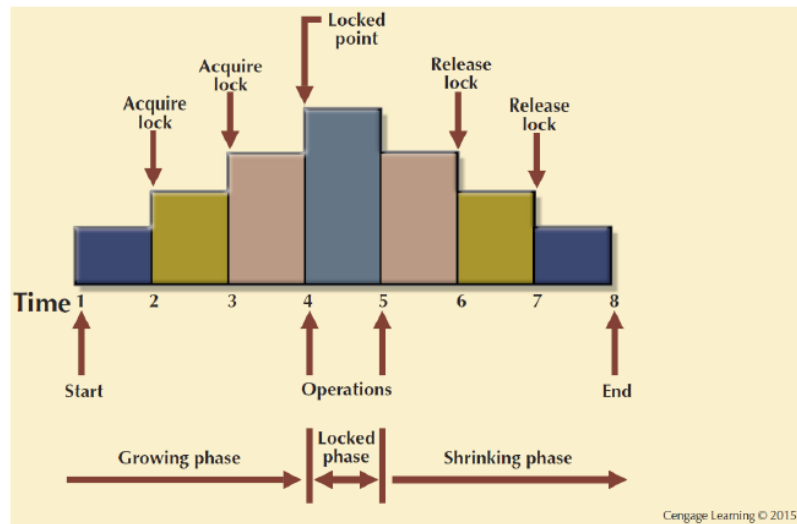 Locked
point
Acquire
lock
Release
lock
Acquire
lock
Release
lock
Time 1 2 3 4 5 6 7 8
Start
Operations
End
Growing phase
Locked
phase
Shrinking phase
Cengage Learning © 2015